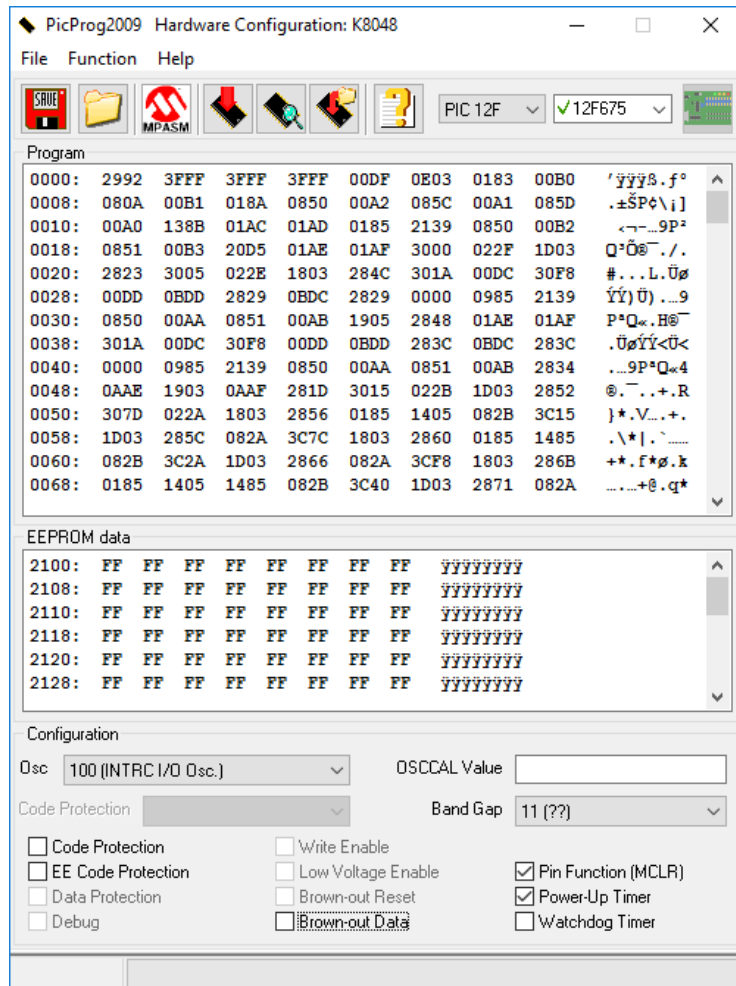 PicProg2009 Hardware Configuration: K8048
File Function Help
SAVE MPASM PIC 12F 12F675
Program
0000: 2992 3FFF 3FFF 3FFF 00DF 0E03 0183 00B0 ’ÿÿÿß.ƒ°
0008: 080A 00B1 018A 0850 00A2 085C 00A1 085D .±ŠP¢\¡]
0010: 00A0 138B 01AC 01AD 0185 2139 0850 00B2 ‹¬-…9P²
0018: 0851 00B3 20D5 01AE 01AF 3000 022F 1D03 Q³Õ®¯./.
0020: 2823 3005 022E 1803 284C 301A 00DC 30F8 #...L.Üø
0028: 00DD 0BDD 2829 0BDC 2829 0000 0985 2139 ÝÝ)Ü).…9
0030: 0850 00AA 0851 00AB 1905 2848 01AE 01AF PªQ«.H®¯
0038: 301A 00DC 30F8 00DD 0BDD 283C 0BDC 283C .ÜøÝÝ<Ü<
0040: 0000 0985 2139 0850 00AA 0851 00AB 2834 .…9PªQ«4
0048: 0AAE 1903 0AAF 281D 3015 022B 1D03 2852 ®.¯..+.R
0050: 307D 022A 1803 2856 0185 1405 082B 3C15 }*.V….+.
0058: 1D03 285C 082A 3C7C 1803 2860 0185 1485 .\*|.`……
0060: 082B 3C2A 1D03 2866 082A 3CF8 1803 286B +*.f*ø.k
0068: 0185 1405 1485 082B 3C40 1D03 2871 082A ….…+@.q*
EEPROM data
2100: FF FF FF FF FF FF FF FF ÿÿÿÿÿÿÿÿ
2108: FF FF FF FF FF FF FF FF ÿÿÿÿÿÿÿÿ
2110: FF FF FF FF FF FF FF FF ÿÿÿÿÿÿÿÿ
2118: FF FF FF FF FF FF FF FF ÿÿÿÿÿÿÿÿ
2120: FF FF FF FF FF FF FF FF ÿÿÿÿÿÿÿÿ
2128: FF FF FF FF FF FF FF FF ÿÿÿÿÿÿÿÿ
Configuration
Osc 100 (INTRC I/O Osc.) OSCCAL Value
Code Protection Band Gap 11 (??)
Code Protection Write Enable
EE Code Protection Low Voltage Enable Pin Function (MCLR)
Data Protection Brown-out Reset Power-Up Timer
Debug Brown-out Data Watchdog Timer